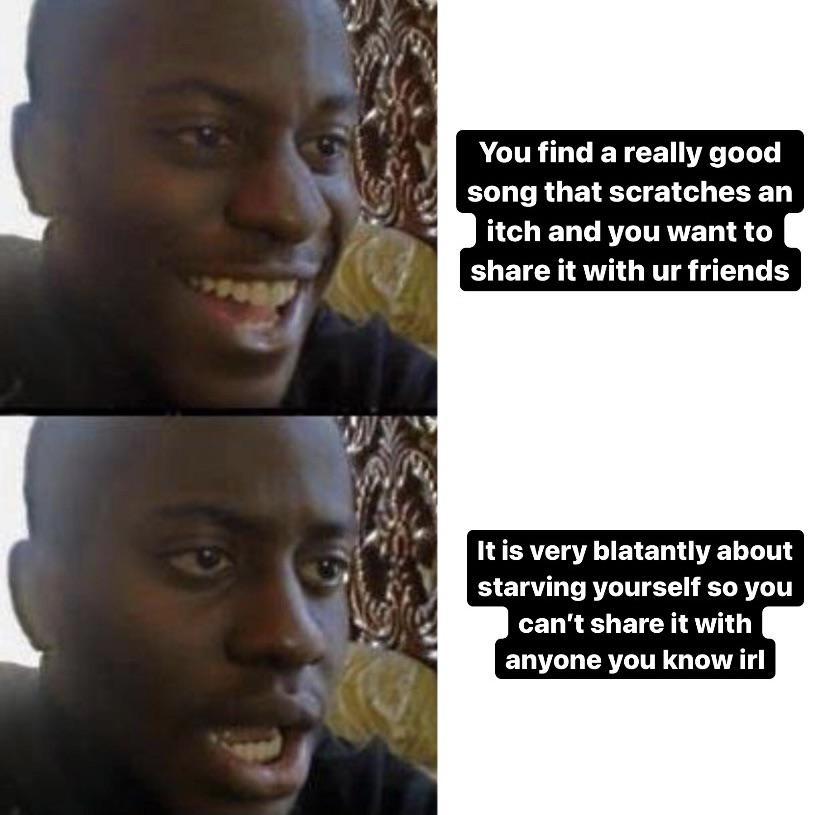 You find a really good
song that scratches an
itch and you want to
share it with ur friends
It is very blatantly about
starving yourself so you
can't share it with
anyone you know irl